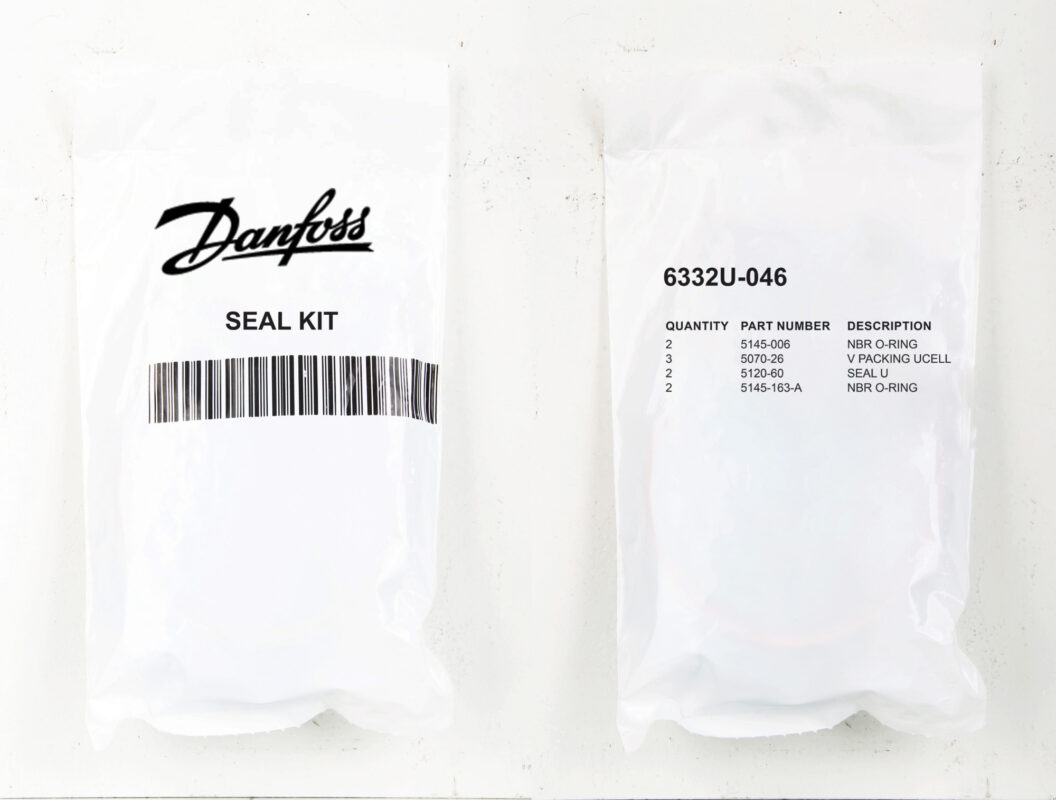 Danfoss
SEAL KIT
6332U-046
QUANTITY PART NUMBER DESCRIPTION
2 5145-006 NBR O-RING
3 5070-26 V PACKING UCELL
2 5120-60 SEAL U
2 5145-163-A NBR O-RING